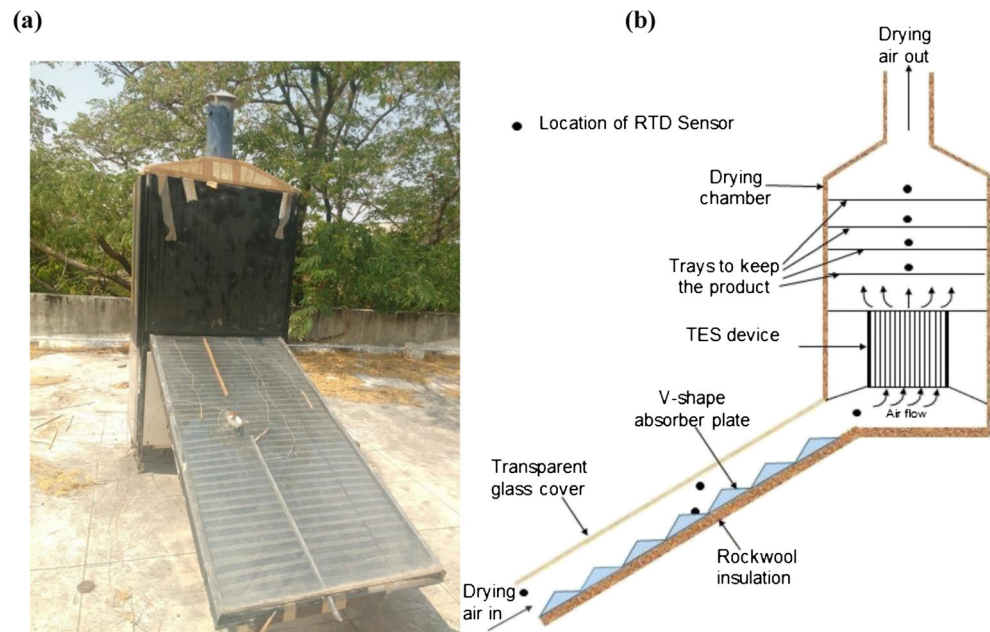 (a)
(b)
Drying
air out
Location of RTD Sensor
Drying
chamber
Trays to keep
the product
TES device
Air flow
V-shape
absorber plate
Transparent
glass cover
Rockwool
insulation
Drying
air in